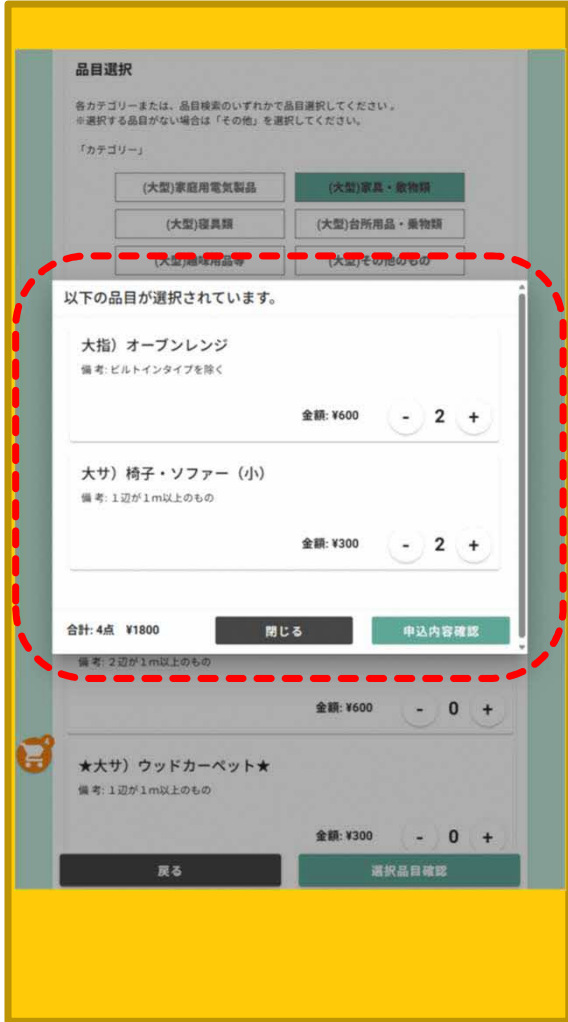 品目選択
各カテゴリーまたは、品目検索のいずれかで品目選択してください。
※選択する品目がない場合は「その他」を選択してください。
「カテゴリー」
(大型)家庭用電気製品
(大型)家具・敷物類
(大型)寝具類
(大型)台所用品・乗物類
(大型)趣味用品等
(大型)その他のもの
以下の品目が選択されています。
大指）オーブンレンジ
備考: ビルトインタイプを除く
金額: ¥600 - 2 +
大サ）椅子・ソファー（小）
備考: 1辺が1m以上のもの
金額: ¥300 - 2 +
合計: 4点 ¥1800 閉じる 申込内容確認
備考: 2辺が1m以上のもの
金額: ¥600 - 0 +
4
★大サ）ウッドカーペット★
備考: 1辺が1m以上のもの
金額: ¥300 - 0 +
戻る 選択品目確認